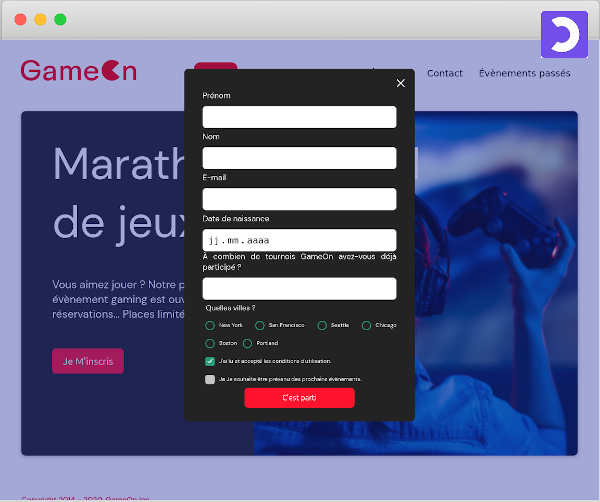 GameOn
Contact
Évènements passés
Marath
de jeux
Vous aimez jouer ? Notre p
évènement gaming est ouv
réservations... Places limité
Je M'inscris
Prénom
Nom
E-mail
Date de naissance
jj.mm.aaaa
À combien de tournois GameOn avez-vous déjà
participé ?
Quelles villes ?
New York San Francisco Seattle Chicago
Boston Portland
J'ai lu et accepté les conditions d'utilisation.
Je Je souhaite être prévenu des prochains évènements.
C'est parti
Copyright 2014 - 2020, GameOn Inc.